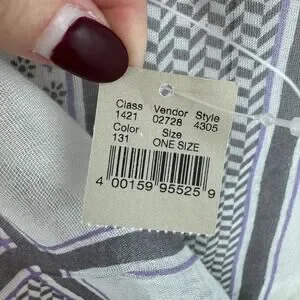 Class Vendor Style
1421 02728 4305
Color Size
131 ONE SIZE
4 00159 95525 9